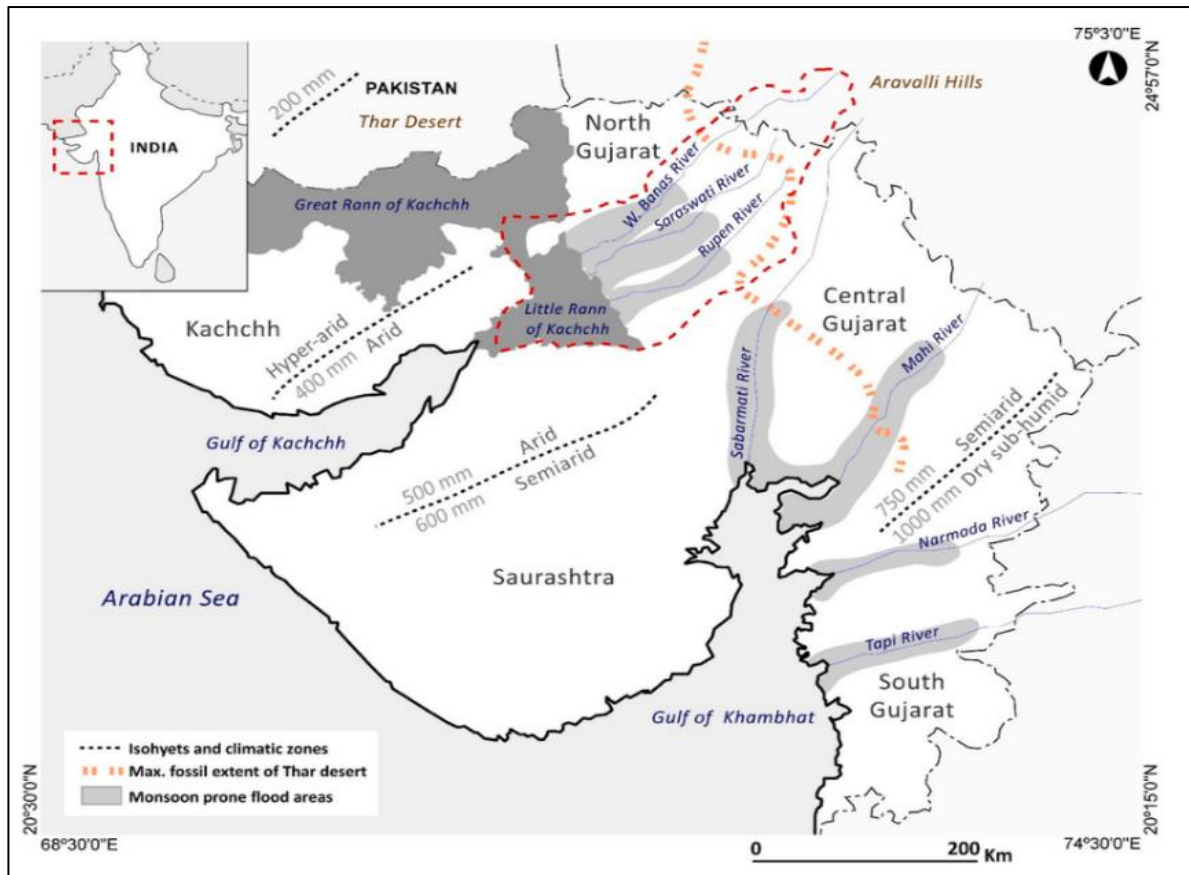 75°3'0"E
24°57'0"N
INDIA
200 mm
PAKISTAN
Thar Desert
Aravalli Hills
North
Gujarat
Great Rann of Kachchh
W. Banas River
Saraswati River
Rupen River
Little Rann
of Kachchh
Kachchh
Hyper-arid
400 mm Arid
Central
Gujarat
Mahi River
Sabarmati River
Gulf of Kachchh
500 mm Arid
600 mm Semiarid
750 mm Semiarid
1000 mm Dry sub-humid
Narmada River
Saurashtra
Arabian Sea
Tapi River
South
Gujarat
Gulf of Khambhat
Isohyets and climatic zones
Max. fossil extent of Thar desert
Monsoon prone flood areas
20°30'0"N
20°15'0"N
68°30'0"E
74°30'0"E
0 200 Km